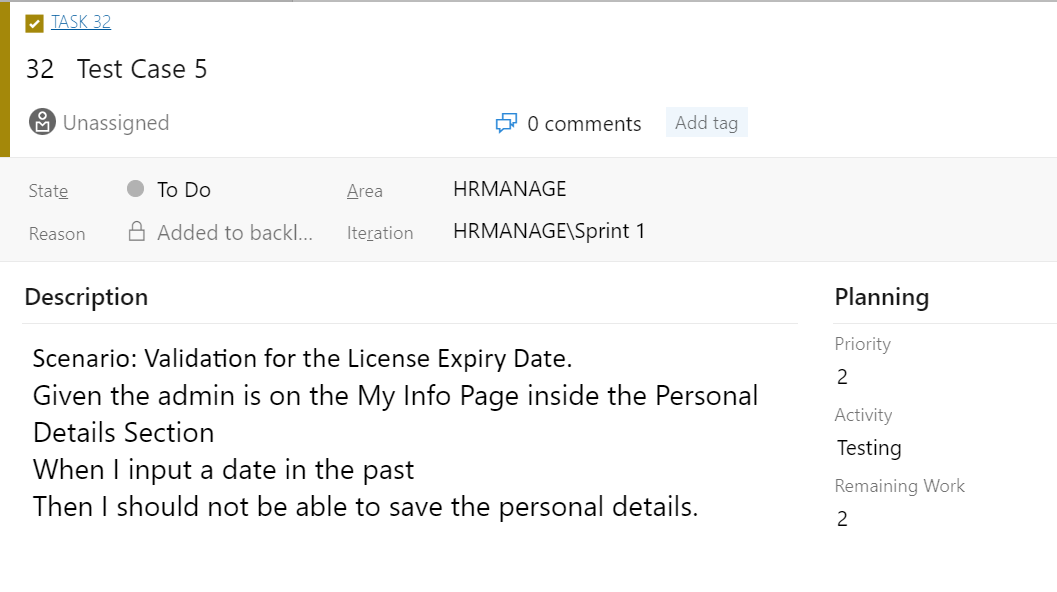 TASK 32
32 Test Case 5
Unassigned
0 comments
Add tag
State
To Do
Area
HRMANAGE
Reason
Added to backl...
Iteration
HRMANAGE\Sprint 1
Description
Scenario: Validation for the License Expiry Date.
Given the admin is on the My Info Page inside the Personal
Details Section
When I input a date in the past
Then I should not be able to save the personal details.
Planning
Priority
2
Activity
Testing
Remaining Work
2